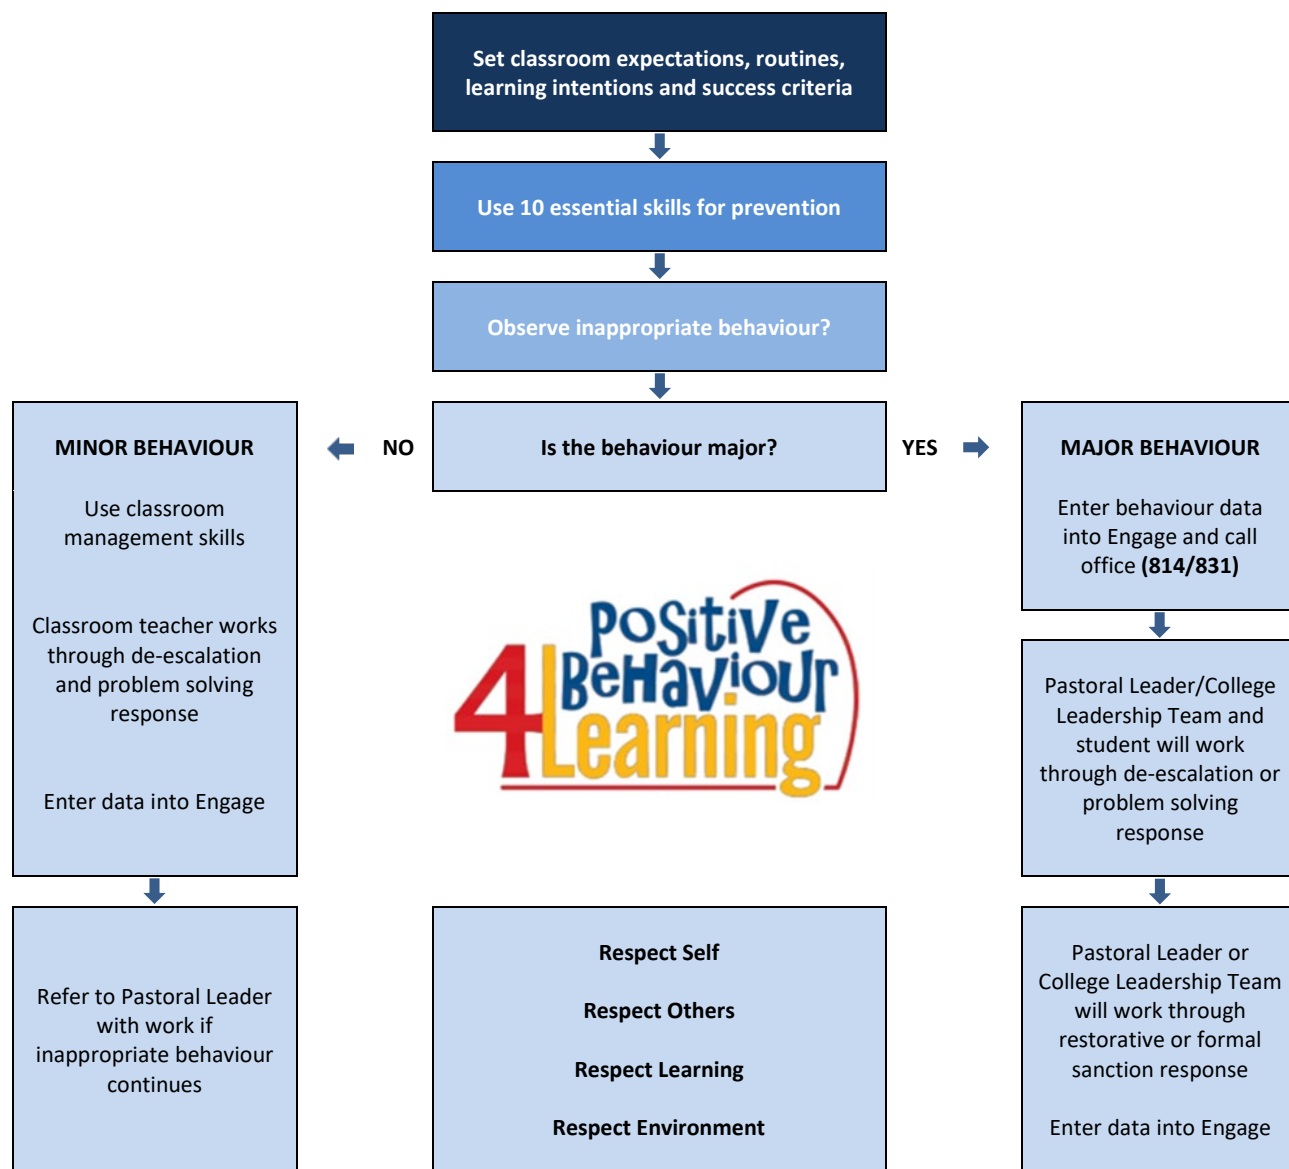 Set classroom expectations, routines,
learning intentions and success criteria
Use 10 essential skills for prevention
Observe inappropriate behaviour?
MINOR BEHAVIOUR
Use classroom
management skills
Classroom teacher works
through de-escalation
and problem solving
response
Enter data into Engage
NO
Is the behaviour major?
YES
MAJOR BEHAVIOUR
Enter behaviour data
into Engage and call
office (814/831)
Positive
4 Behaviour
Learning
Pastoral Leader/College
Leadership Team and
student will work
through de-escalation or
problem solving
response
Refer to Pastoral Leader
with work if
inappropriate behaviour
continues
Respect Self
Respect Others
Respect Learning
Respect Environment
Pastoral Leader or
College Leadership Team
will work through
restorative or formal
sanction response
Enter data into Engage